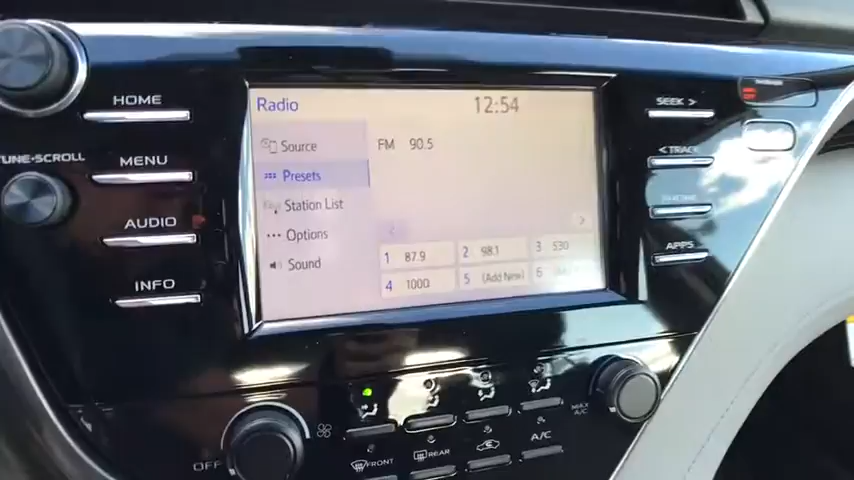 Radio
12:54
Source
FM 90.5
Presets
Station List
Options
Sound
<
>
1 87.9
2 98.1
3 530
4 1000
5 (Add New)
6
HOME
MENU
TUNE•SCROLL
AUDIO
INFO
SEEK >
< TRACK
APPS
OFF
FRONT
REAR
A/C
MAX
A/C